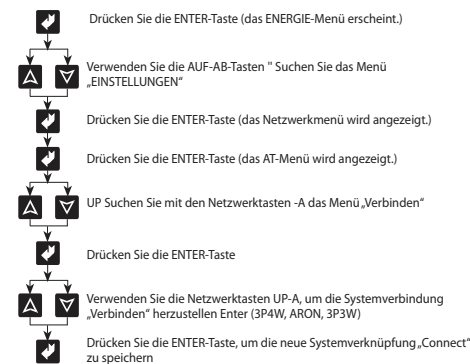 Drücken Sie die ENTER-Taste (das ENERGIE-Menü erscheint.)
Verwenden Sie die AUF-AB-Tasten " Suchen Sie das Menü
„EINSTELLUNGEN“
Drücken Sie die ENTER-Taste (das Netzwerkmenü wird angezeigt.)
Drücken Sie die ENTER-Taste (das AT-Menü wird angezeigt.)
UP Suchen Sie mit den Netzwerktasten -A das Menü „Verbinden“
Drücken Sie die ENTER-Taste
Verwenden Sie die Netzwerktasten UP-A, um die Systemverbindung
„Verbinden“ herzustellen Enter (3P4W, ARON, 3P3W)
Drücken Sie die ENTER-Taste, um die neue Systemverknüpfung „Connect“
zu speichern